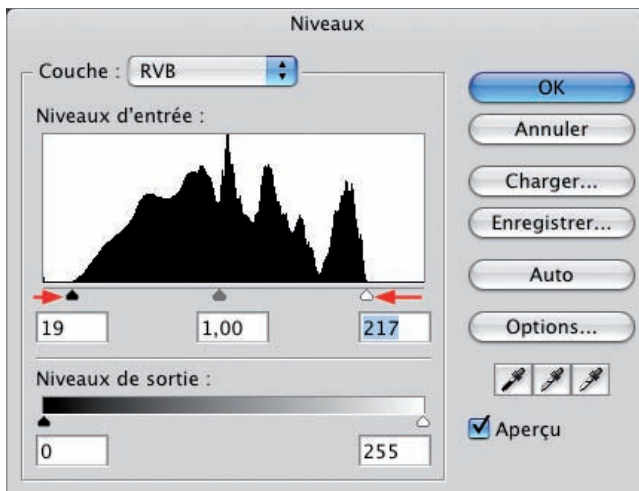 Niveaux
Couche : RVB
Niveaux d'entrée :
19 1,00 217
Niveaux de sortie :
0 255
OK
Annuler
Charger...
Enregistrer...
Auto
Options...
Aperçu